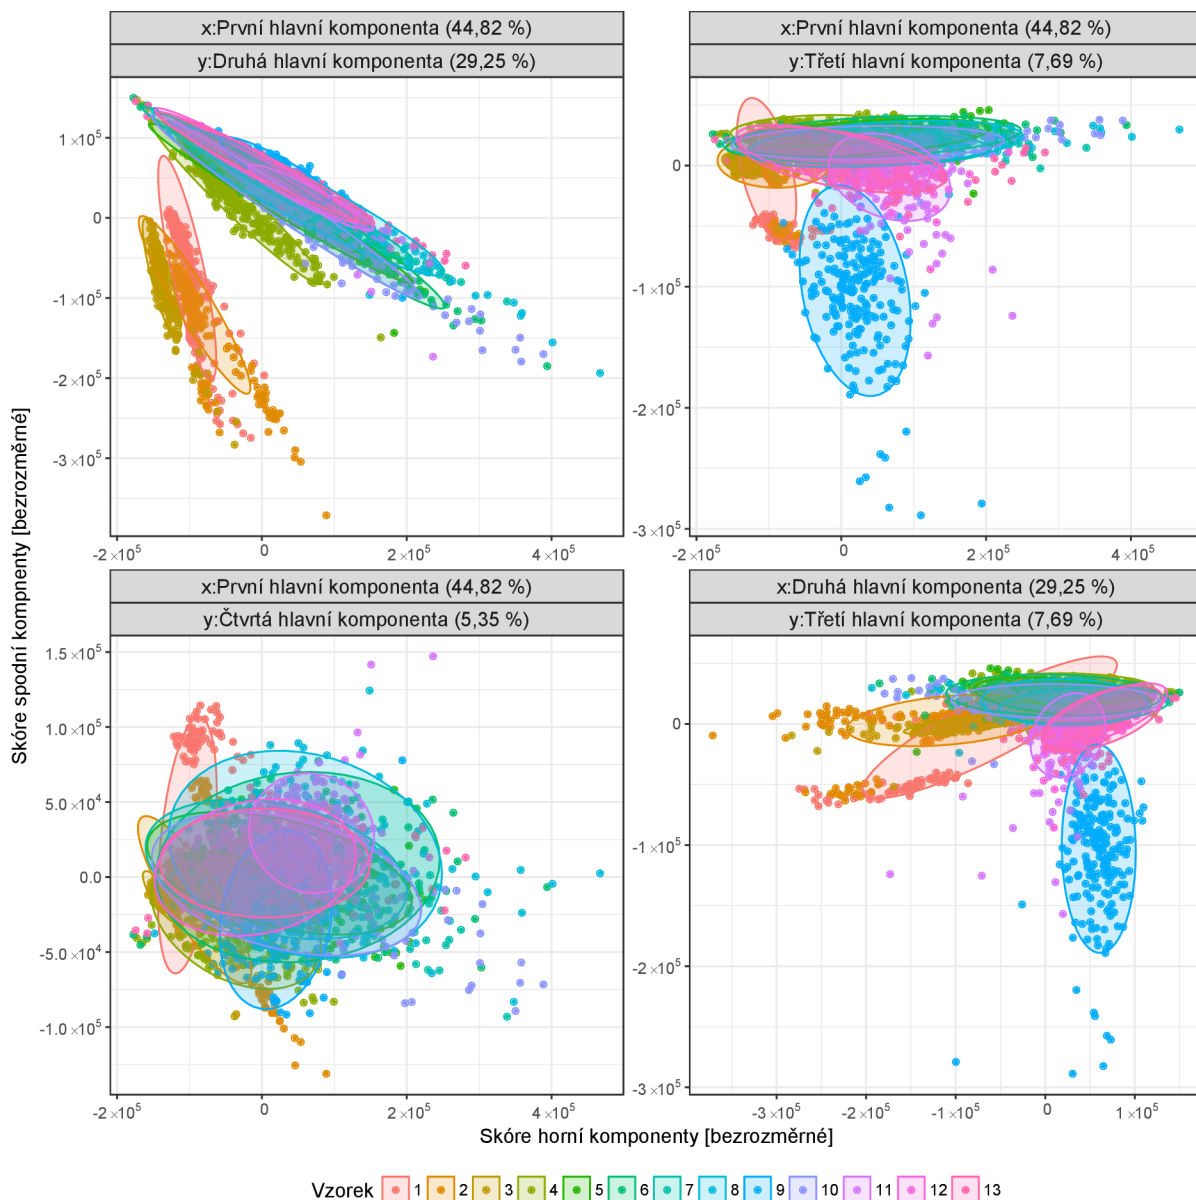 x:První hlavní komponenta (44,82 %)
y:Druhá hlavní komponenta (29,25 %)
1×10⁵
0
-1×10⁵
-2×10⁵
-3×10⁵
-2×10⁵ 0 2×10⁵ 4×10⁵
x:První hlavní komponenta (44,82 %)
y:Třetí hlavní komponenta (7,69 %)
0
-1×10⁵
-2×10⁵
-3×10⁵
-2×10⁵ 0 2×10⁵ 4×10⁵
x:První hlavní komponenta (44,82 %)
y:Čtvrtá hlavní komponenta (5,35 %)
1.5×10⁵
1.0×10⁵
5.0×10⁴
0.0
-5.0×10⁴
-1.0×10⁵
-2×10⁵ 0 2×10⁵ 4×10⁵
x:Druhá hlavní komponenta (29,25 %)
y:Třetí hlavní komponenta (7,69 %)
0
-1×10⁵
-2×10⁵
-3×10⁵
-3×10⁵ -2×10⁵ -1×10⁵ 0 1×10⁵
Skóre spodní kompnenty [bezrozměrné]
Skóre horní komponenty [bezrozměrné]
Vzorek 1 2 3 4 5 6 7 8 9 10 11 12 13